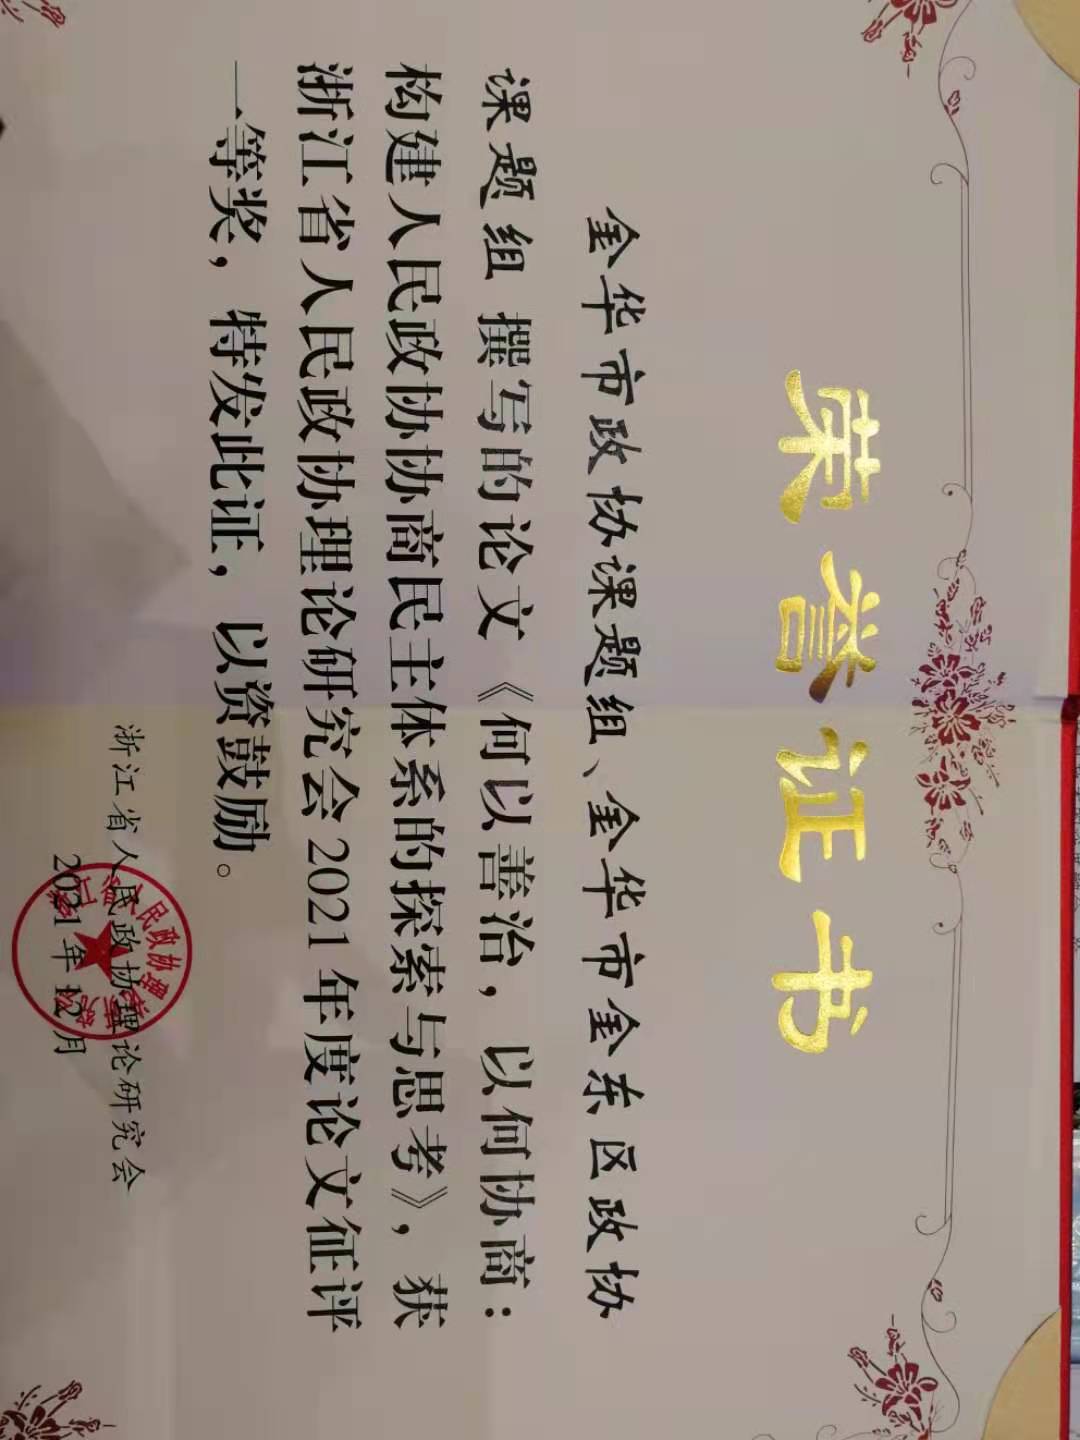 荣誉证书
金华市政协课题组、金华市金东区政协
课题组 撰写的论文《何以善治，以何协商：
构建人民政协协商民主体系的探索与思考》，获
浙江省人民政协理论研究会2021年度论文征评
一等奖，特发此证，以资鼓励。
浙江省人民政协理论研究会
2021年12月